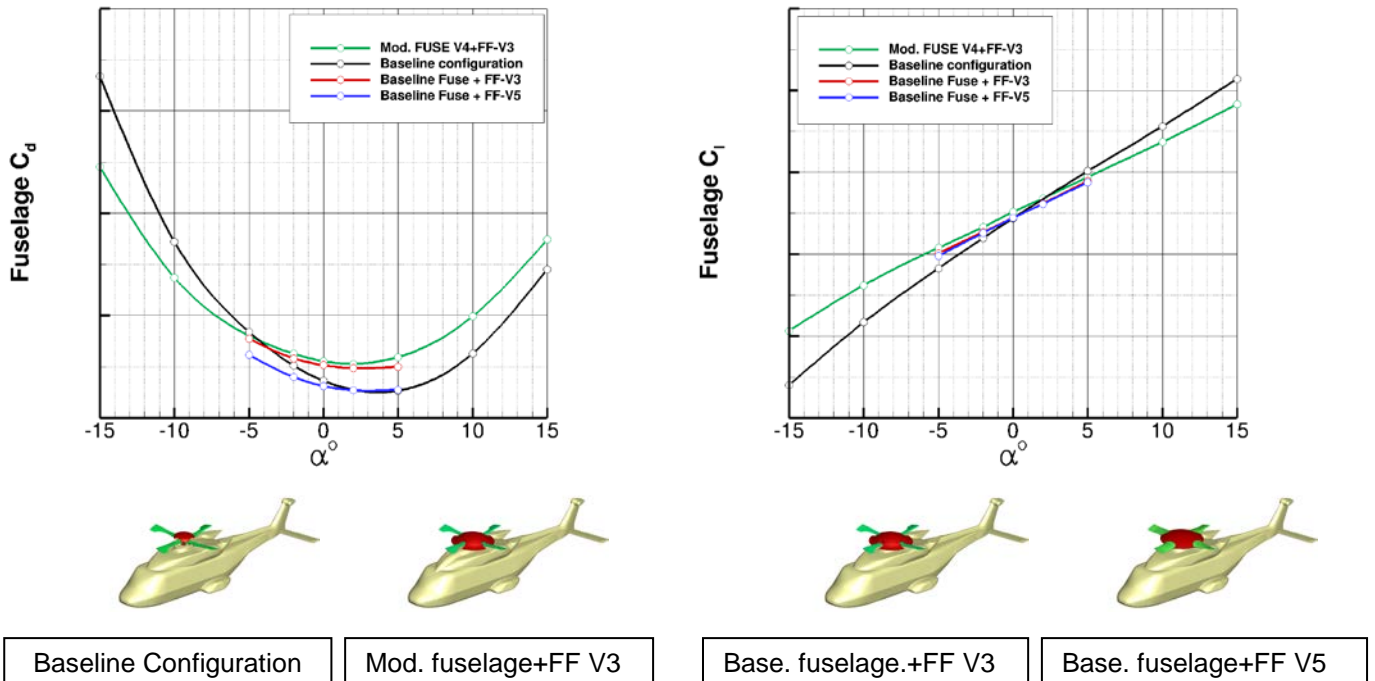 Fuselage C_d
Mod. FUSE V4+FF-V3
Baseline configuration
Baseline Fuse + FF-V3
Baseline Fuse + FF-V5
-15 -10 -5 0 5 10 15
α°
Fuselage C_l
Mod. FUSE V4+FF-V3
Baseline configuration
Baseline Fuse + FF-V3
Baseline Fuse + FF-V5
-15 -10 -5 0 5 10 15
α°
Baseline Configuration
Mod. fuselage+FF V3
Base. fuselage.+FF V3
Base. fuselage+FF V5